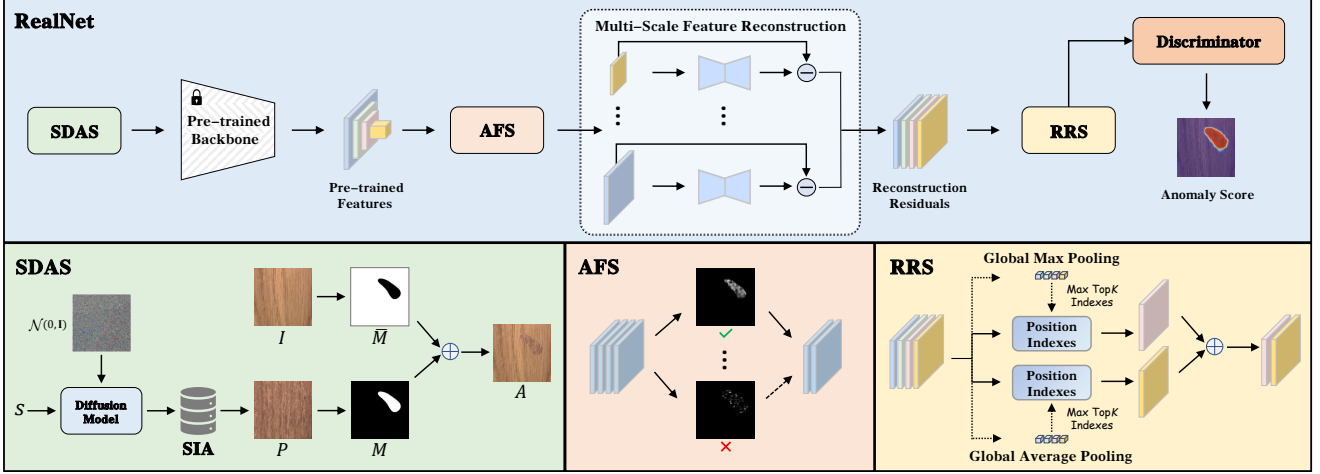 RealNet
Multi-Scale Feature Reconstruction
Discriminator
SDAS
Pre-trained
Backbone
AFS
RRS
Pre-trained
Features
Reconstruction
Residuals
Anomaly Score
SDAS
𝒩(0, I)
I
M̅
S
Diffusion
Model
SIA
P
M
A
AFS
RRS
Global Max Pooling
Max TopK
Indexes
Position
Indexes
Position
Indexes
Max TopK
Indexes
Global Average Pooling